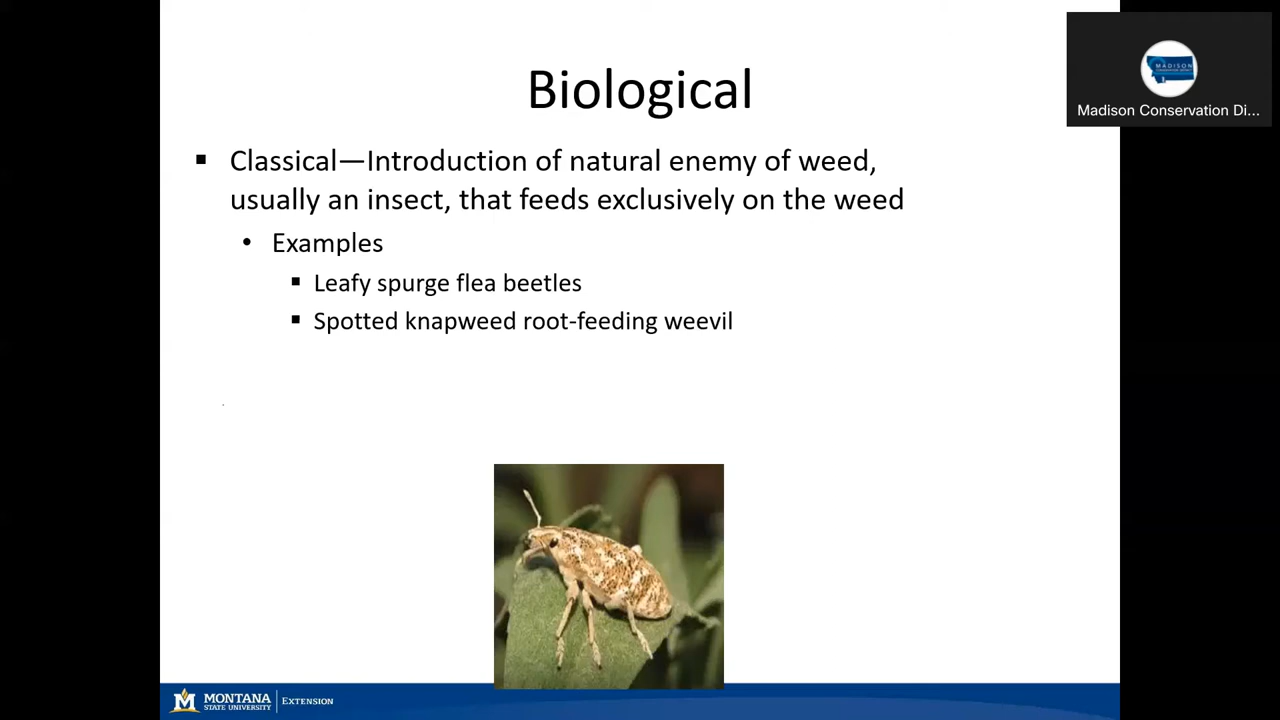 Biological
Classical—Introduction of natural enemy of weed,
usually an insect, that feeds exclusively on the weed
Examples
Leafy spurge flea beetles
Spotted knapweed root-feeding weevil
MADISON
Madison Conservation Di...
M
MONTANA
STATE UNIVERSITY
EXTENSION